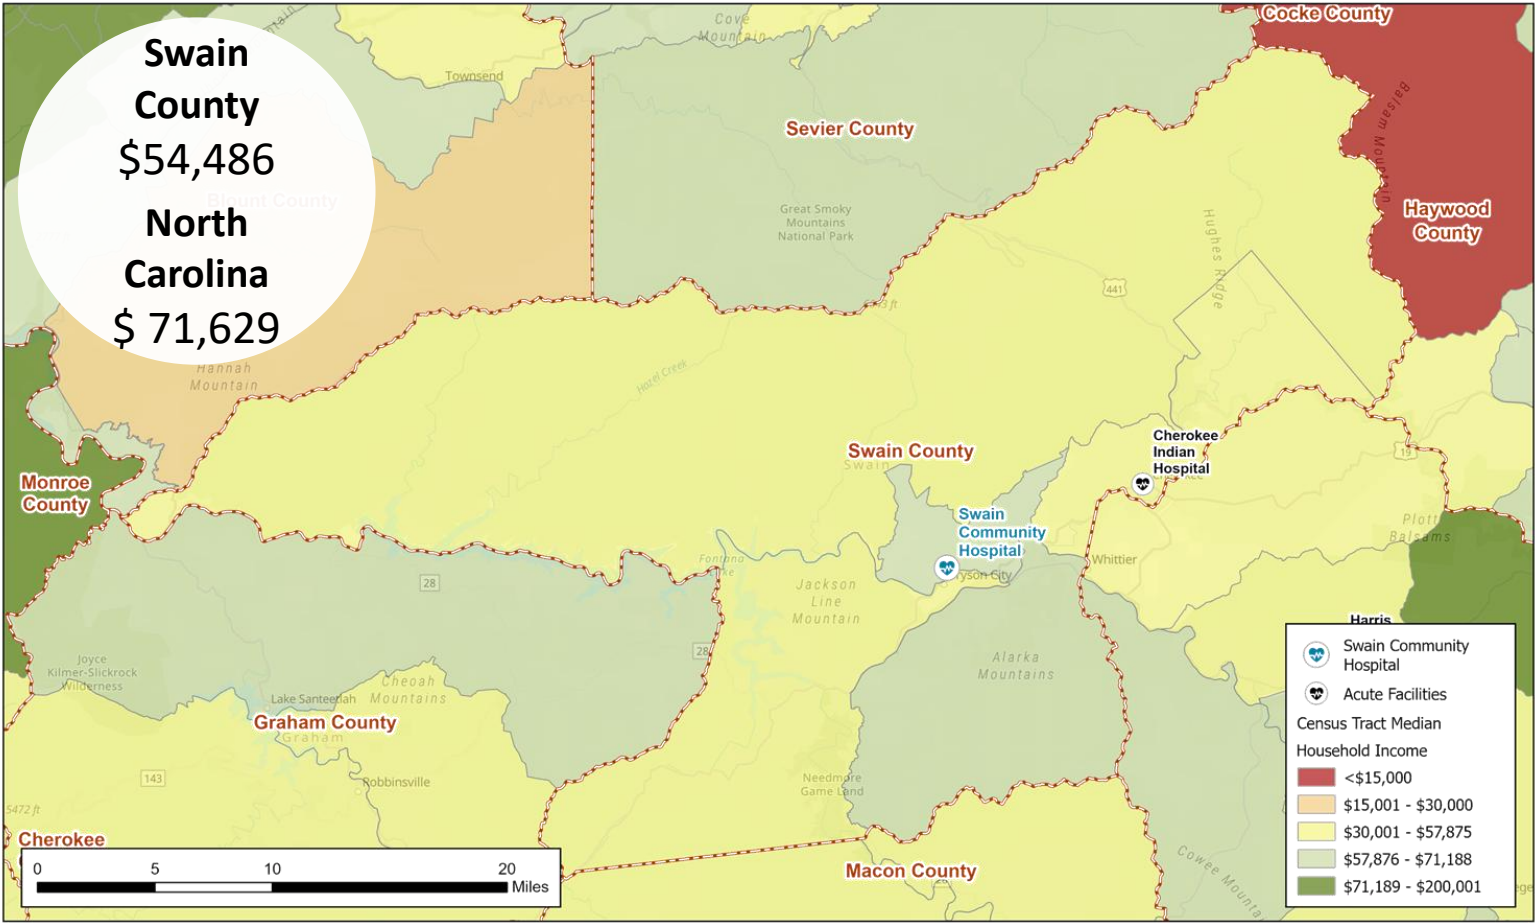 Swain
County
$54,486
North
Carolina
$ 71,629
Blount County
Cove
Mountain
Townsend
Cocke County
Sevier County
Balsam Mountain
Great Smoky
Mountains
National Park
Haywood
County
Hughes Ridge
441
Hannah
Mountain
Hazel Creek
Swain County
Swain
Cherokee
Indian
Hospital
19
Monroe
County
Swain
Community
Hospital
Plott
Balsams
Fontana
Whittier
28
Jackson
Line
Mountain
Harris
28
Joyce
Kilmer-Slickrock
Wilderness
Cheoah
Mountains
Lake Santeetlah
Alarka
Mountains
Graham County
Graham
143
Robbinsville
Needmore
Game Land
5472 ft
Cherokee
Macon County
Cowee Mount
0 5 10 20
Miles
Swain Community
Hospital
Acute Facilities
Census Tract Median
Household Income
<$15,000
$15,001 - $30,000
$30,001 - $57,875
$57,876 - $71,188
$71,189 - $200,001